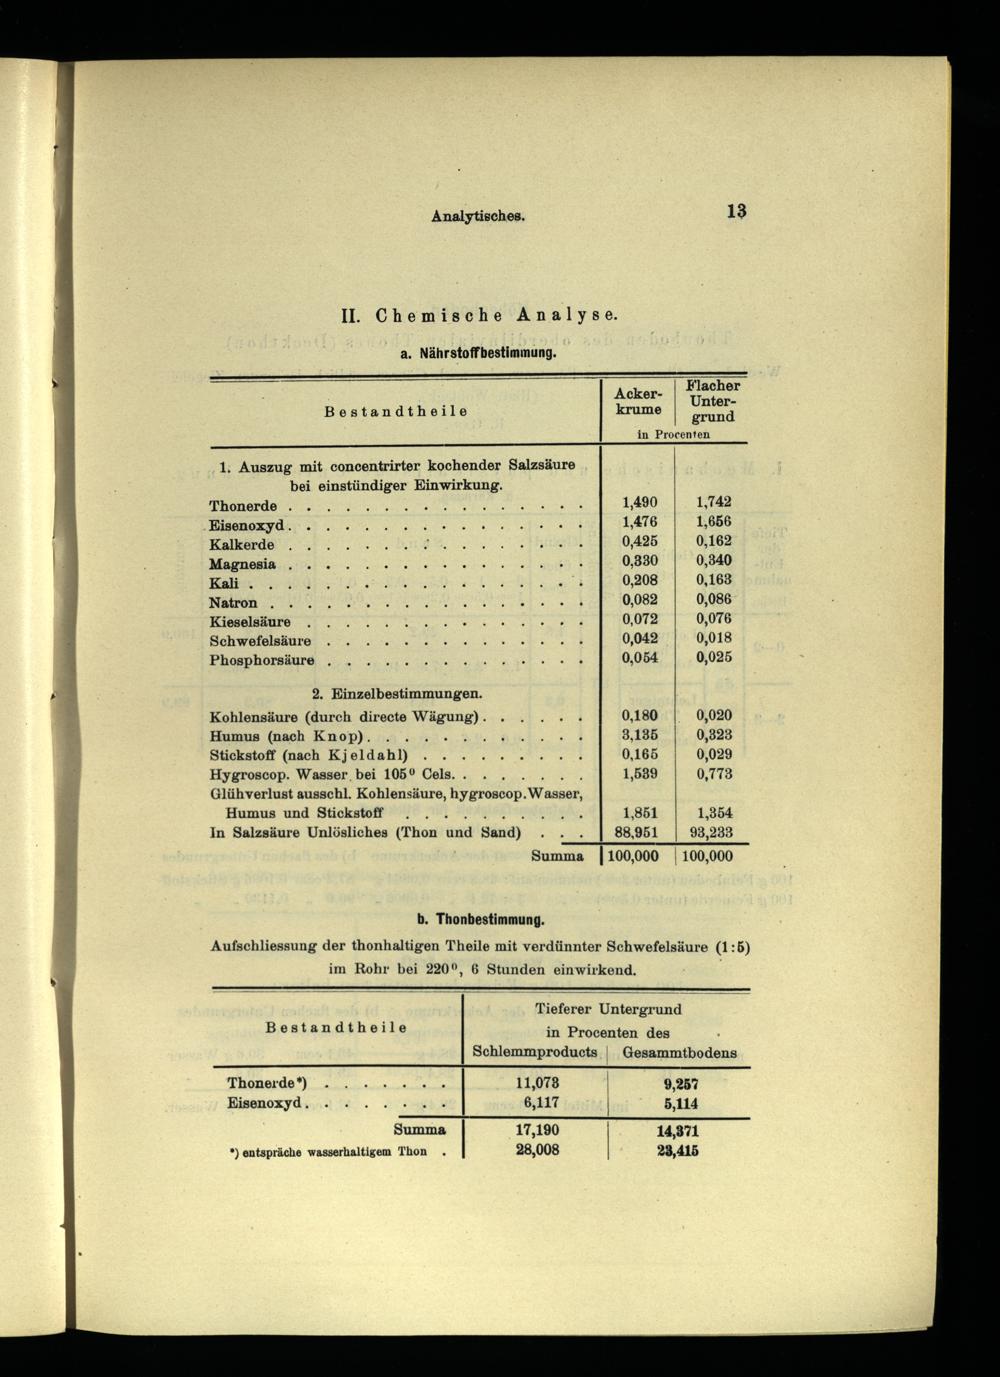 Analytisches. 13
II. Chemische Analyse.
a. Nährstoffbestimmung.
Bestandtheile Acker-krume Flacher Unter-grund
in Procenten
1. Auszug mit concentrirter kochender Salzsäure
bei einstündiger Einwirkung.
Thonerde . . . . . . . . . . . . . . . . 1,490 1,742
Eisenoxyd . . . . . . . . . . . . . . . . 1,476 1,656
Kalkerde . . . . . . . . . . . . . . . . 0,425 0,162
Magnesia . . . . . . . . . . . . . . . . 0,330 0,340
Kali . . . . . . . . . . . . . . . . . . 0,208 0,163
Natron . . . . . . . . . . . . . . . . . 0,082 0,086
Kieselsäure . . . . . . . . . . . . . . . 0,072 0,076
Schwefelsäure . . . . . . . . . . . . . . 0,042 0,018
Phosphorsäure . . . . . . . . . . . . . . 0,054 0,025
2. Einzelbestimmungen.
Kohlensäure (durch directe Wägung) . . . . . . 0,180 0,020
Humus (nach Knop) . . . . . . . . . . . . 3,135 0,323
Stickstoff (nach Kjeldahl) . . . . . . . . . 0,165 0,029
Hygroscop. Wasser bei 105° Cels. . . . . . . . 1,539 0,773
Glühverlust ausschl. Kohlensäure, hygroscop. Wasser,
Humus und Stickstoff . . . . . . . . . . 1,851 1,354
In Salzsäure Unlösliches (Thon und Sand) . . . 88,951 93,233
Summa 100,000 100,000
b. Thonbestimmung.
Aufschliessung der thonhaltigen Theile mit verdünnter Schwefelsäure (1:5)
im Rohr bei 220°, 6 Stunden einwirkend.
Bestandtheile Tieferer Untergrund
in Procenten des
Schlemmproducts Gesammtbodens
Thonerde*) . . . . . . . 11,073 9,257
Eisenoxyd . . . . . . . . 6,117 5,114
Summa 17,190 14,371
*) entspräche wasserhaltigem Thon . 28,008 23,415